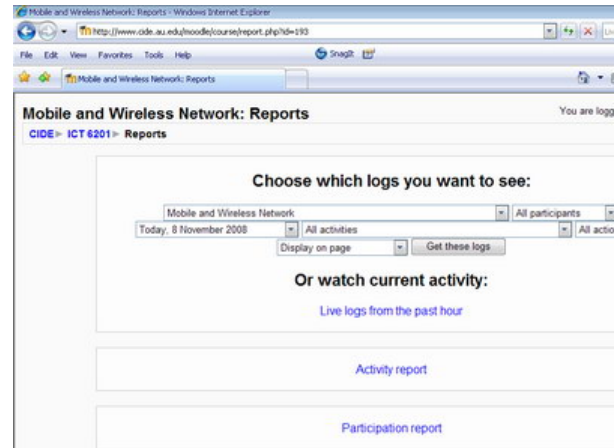 Mobile and Wireless Network: Reports - Windows Internet Explorer
http://www.cide.au.edu/moodle/course/report.php?id=193
File Edit View Favorites Tools Help SnagIt
Mobile and Wireless Network: Reports
Mobile and Wireless Network: Reports You are logg
CIDE ► ICT 6201 ► Reports
Choose which logs you want to see:
Mobile and Wireless Network All participants
Today, 8 November 2008 All activities All actio
Display on page Get these logs
Or watch current activity:
Live logs from the past hour
Activity report
Participation report